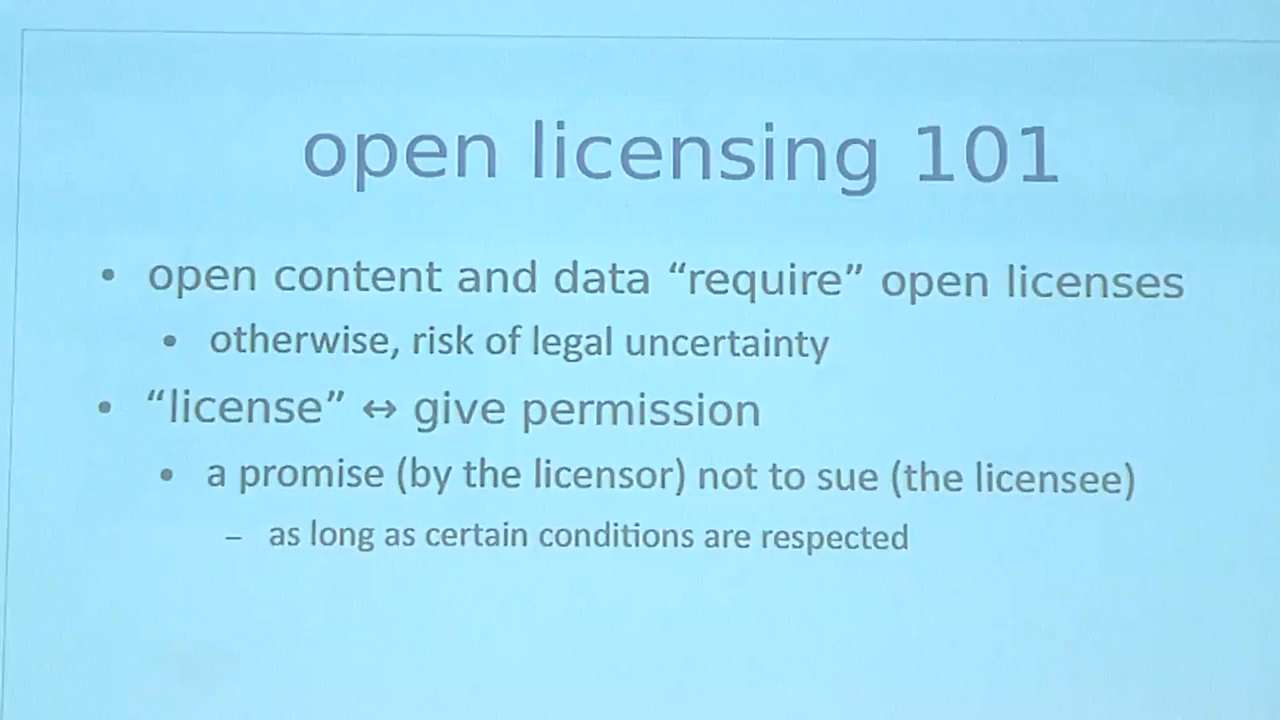 open licensing 101
• open content and data “require” open licenses
• otherwise, risk of legal uncertainty
• “license” ↔ give permission
• a promise (by the licensor) not to sue (the licensee)
– as long as certain conditions are respected